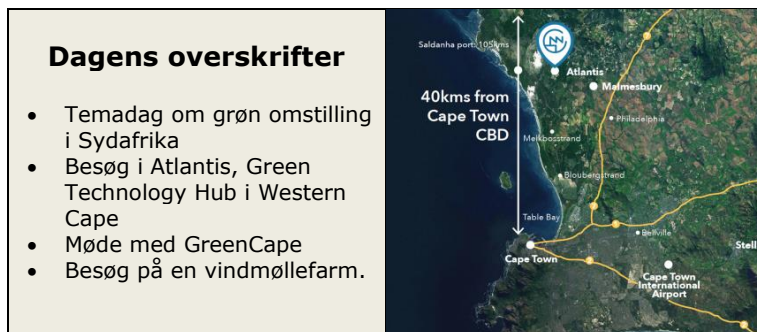 Dagens overskrifter
• Temadag om grøn omstilling
i Sydafrika
• Besøg i Atlantis, Green
Technology Hub i Western
Cape
• Møde med GreenCape
• Besøg på en vindmøllefarm.
Saldanha port: 105kms
Atlantis
Malmesbury
40kms from
Cape Town
CBD
Philadelphia
Melkbosstrand
Bloubergstrand
Table Bay
Bellville
Cape Town
Stell
Cape Town
International
Airport